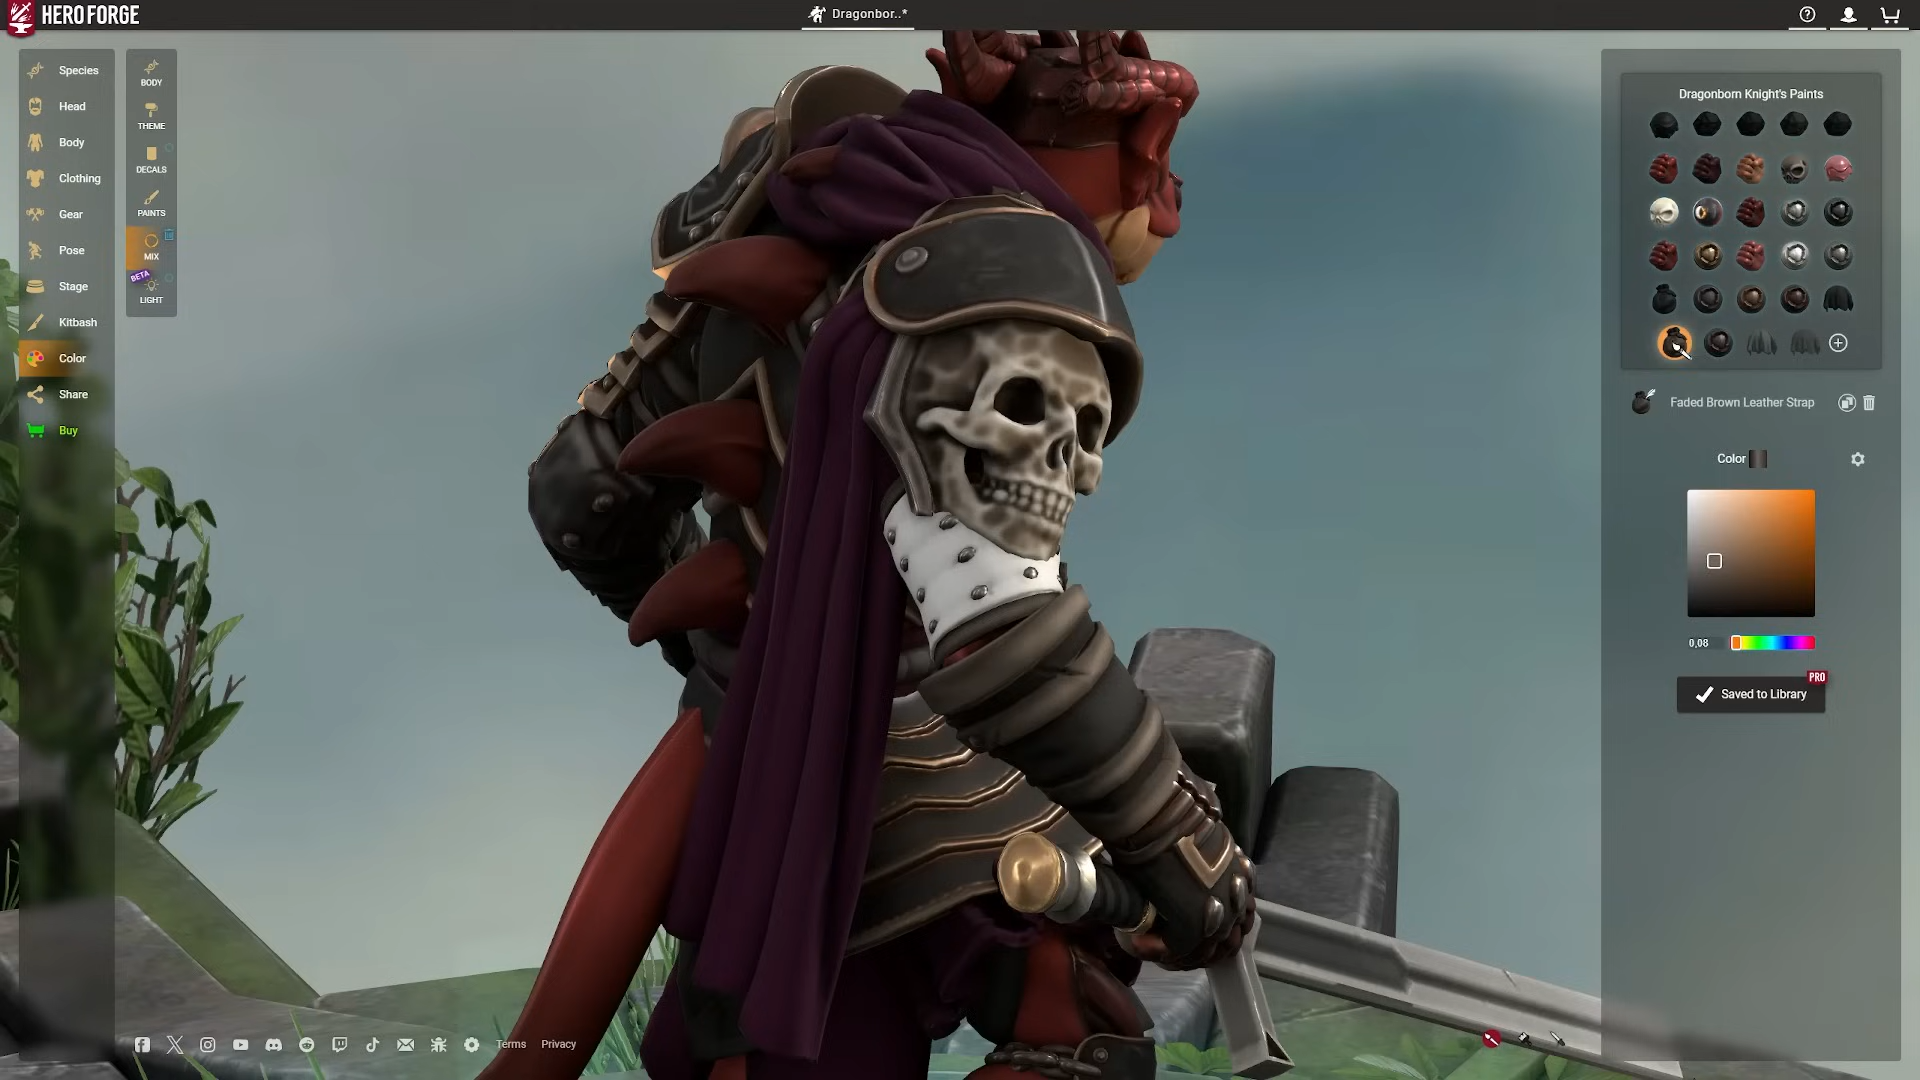 HERO FORGE
Dragonbor..*
Species
Head
Body
Clothing
Gear
Pose
Stage
Kitbash
Color
Share
Buy
BODY
THEME
DECALS
PAINTS
MIX
BETA
LIGHT
Dragonborn Knight's Paints
Faded Brown Leather Strap
Color
0,08
PRO
Saved to Library
Terms
Privacy